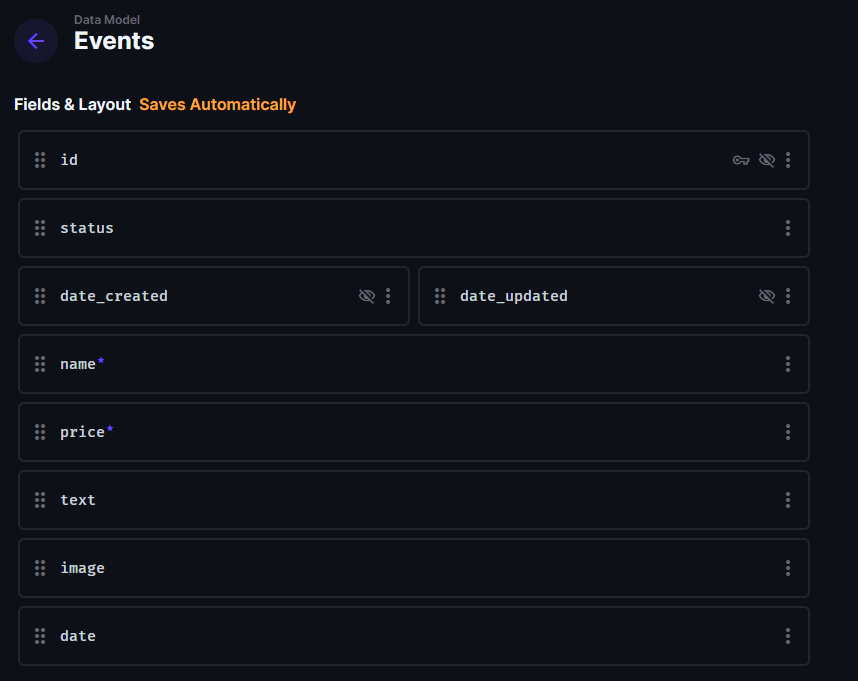 Data Model
Events
Fields & Layout Saves Automatically
id
status
date_created date_updated
name*
price*
text
image
date